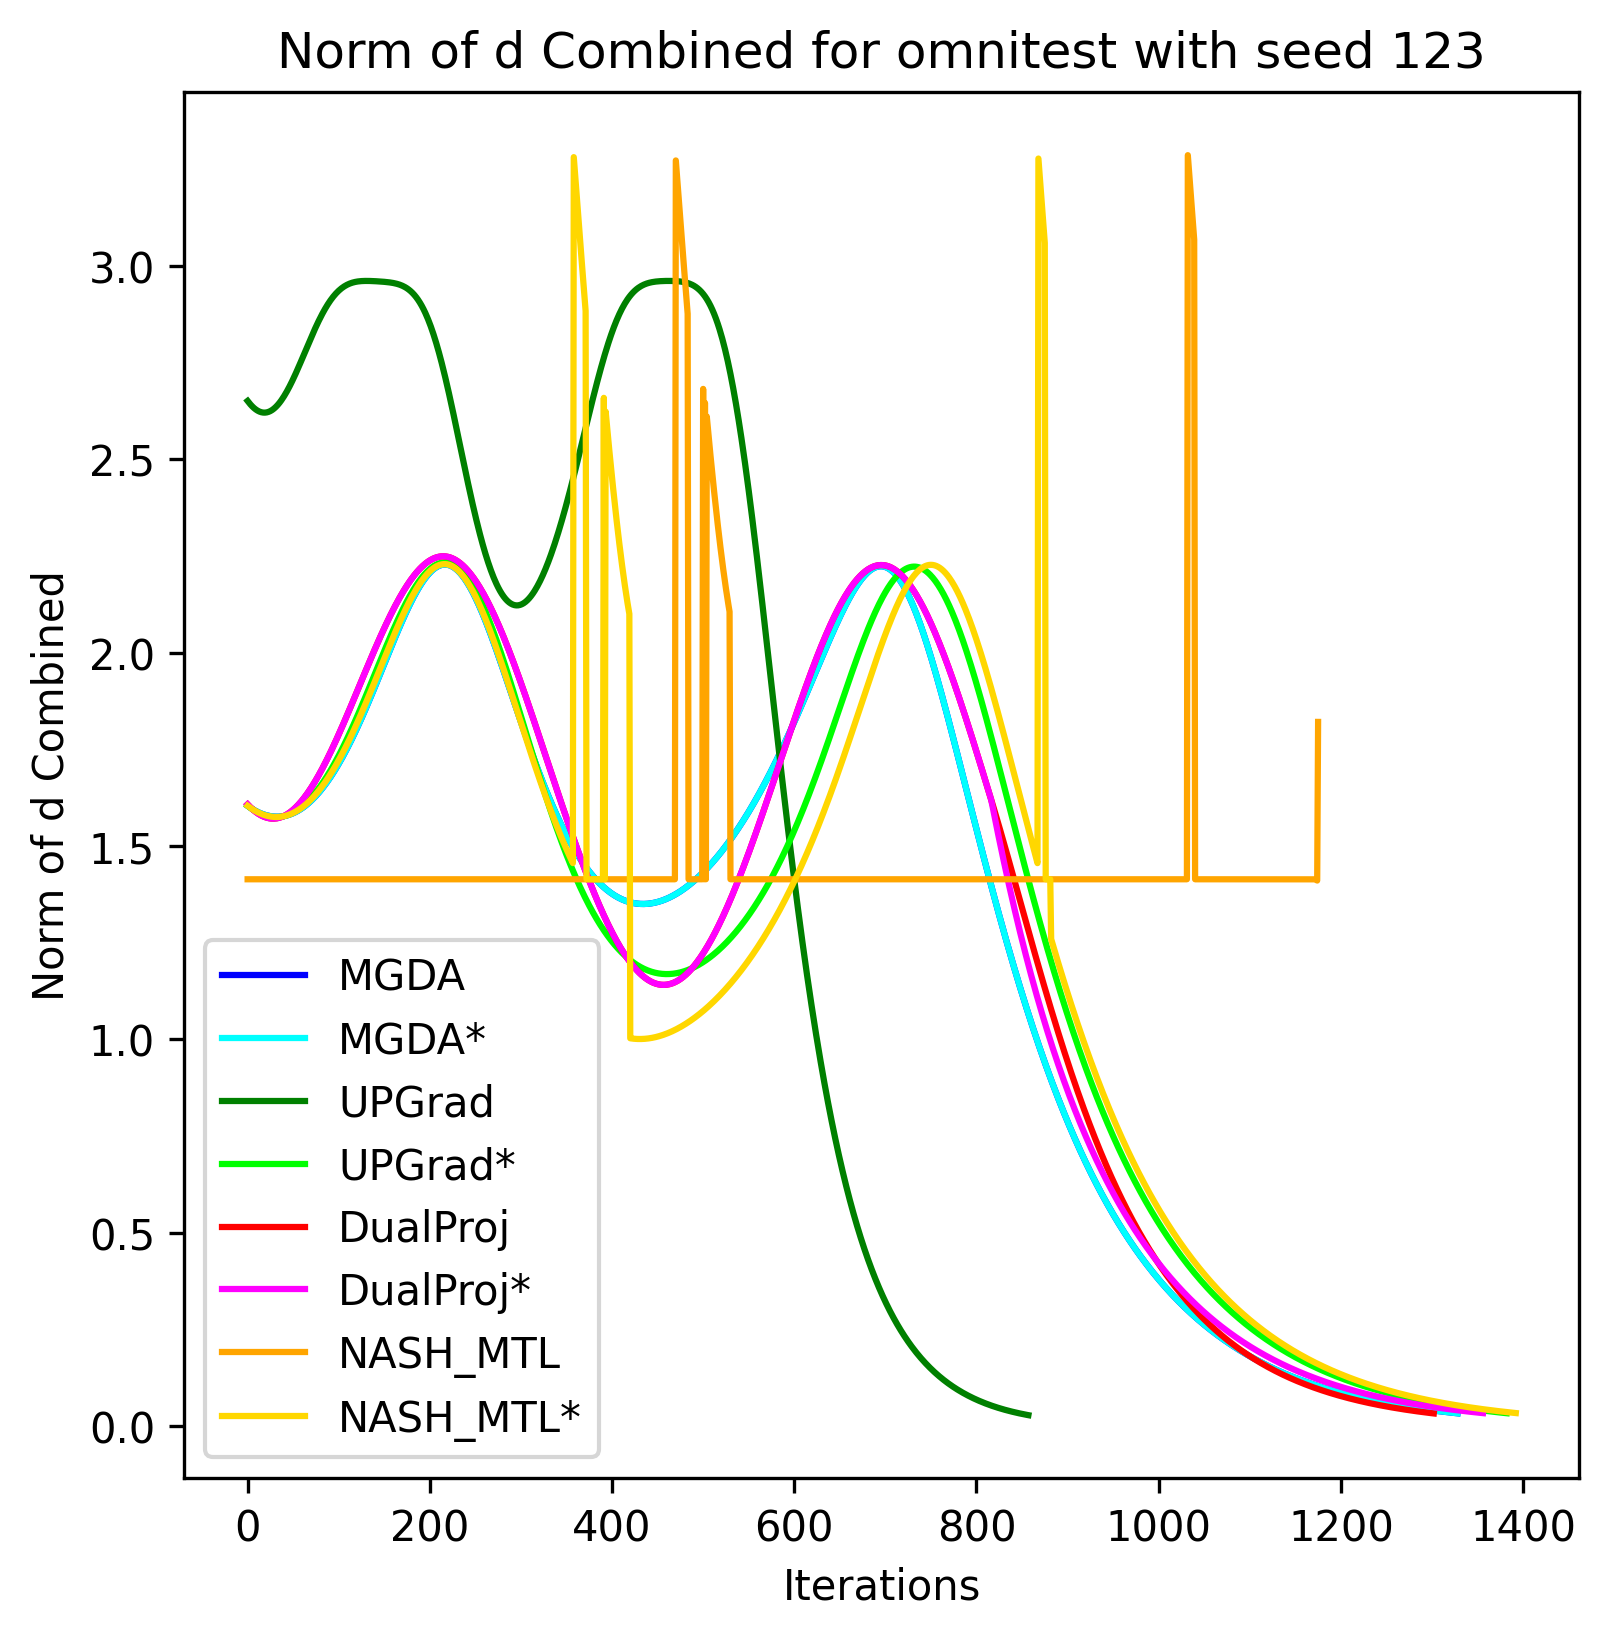 Norm of d Combined for omnitest with seed 123
Norm of d Combined
3.0
2.5
2.0
1.5
1.0
0.5
0.0
MGDA
MGDA*
UPGrad
UPGrad*
DualProj
DualProj*
NASH_MTL
NASH_MTL*
0 200 400 600 800 1000 1200 1400
Iterations